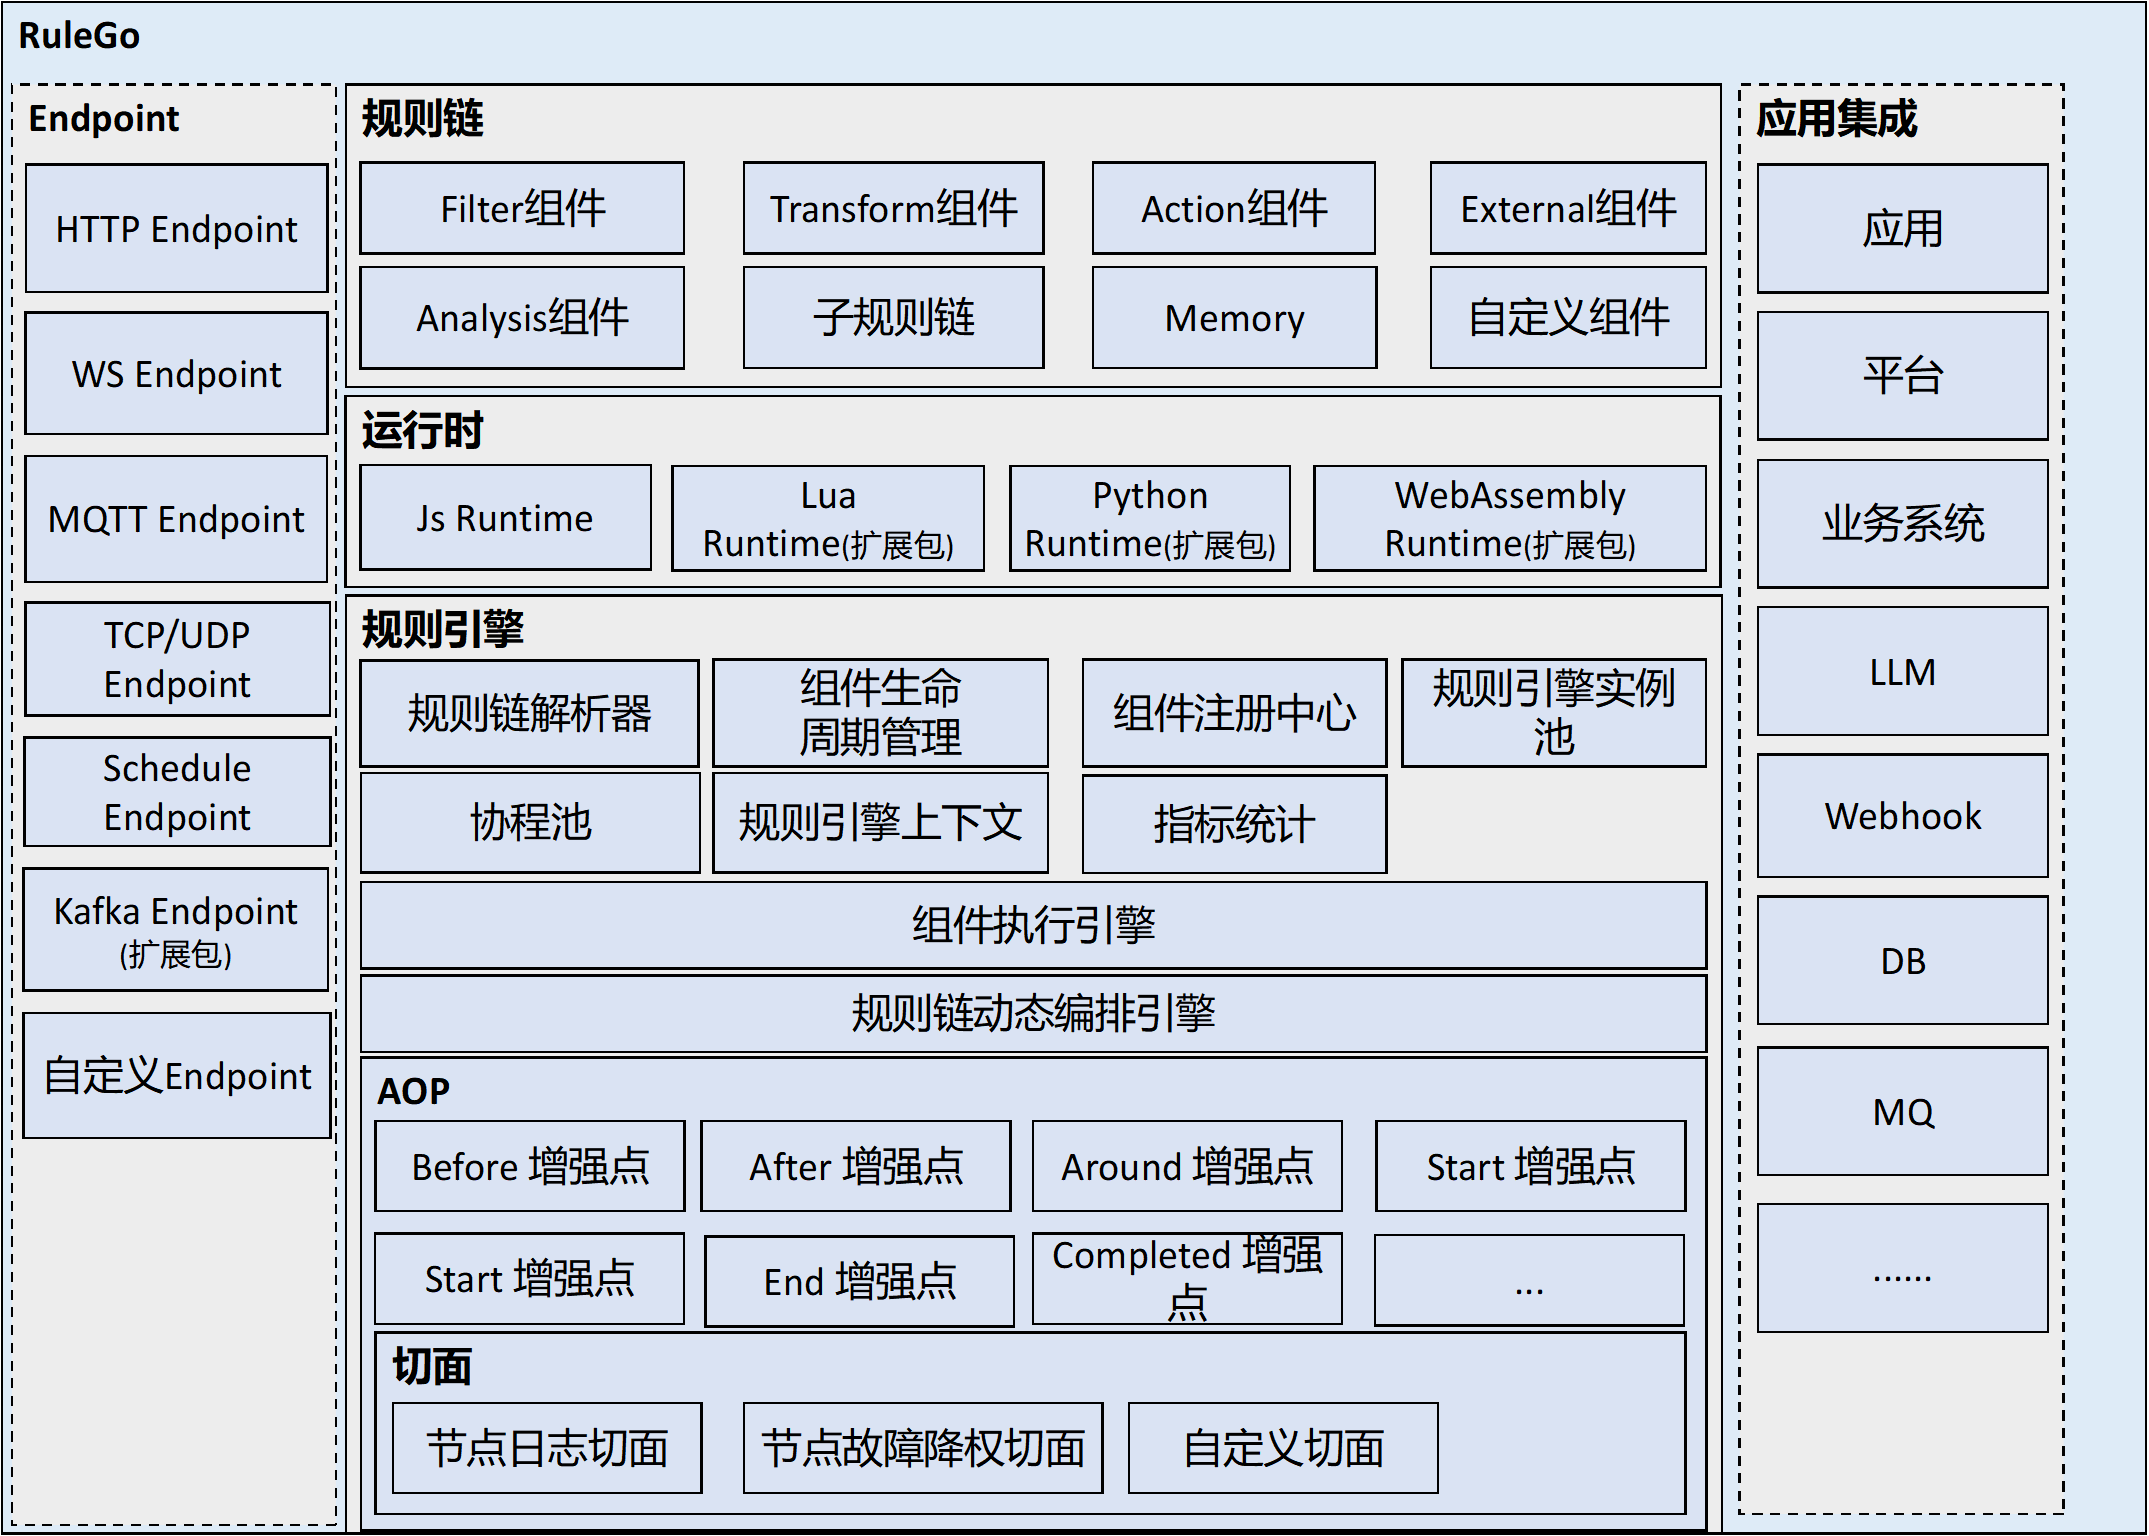 RuleGo
Endpoint
HTTP Endpoint
WS Endpoint
MQTT Endpoint
TCP/UDP
Endpoint
Schedule
Endpoint
Kafka Endpoint
(扩展包)
自定义Endpoint
规则链
Filter组件
Transform组件
Action组件
External组件
Analysis组件
子规则链
Memory
自定义组件
运行时
Js Runtime
Lua
Runtime(扩展包)
Python
Runtime(扩展包)
WebAssembly
Runtime(扩展包)
规则引擎
规则链解析器
组件生命
周期管理
组件注册中心
规则引擎实例
池
协程池
规则引擎上下文
指标统计
组件执行引擎
规则链动态编排引擎
AOP
Before 增强点
After 增强点
Around 增强点
Start 增强点
Start 增强点
End 增强点
Completed 增强
点
...
切面
节点日志切面
节点故障降权切面
自定义切面
应用集成
应用
平台
业务系统
LLM
Webhook
DB
MQ
......